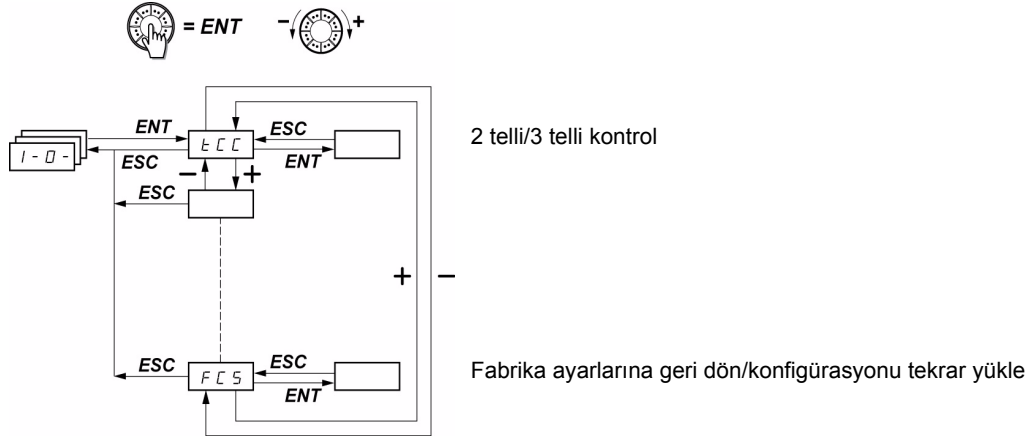 = ENT - +
ENT
ESC
tCC
ESC
ENT
2 telli/3 telli kontrol
I-O-
ESC
- +
+ -
ESC
FCS
ESC
ENT
Fabrika ayarlarına geri dön/konfigürasyonu tekrar yükle